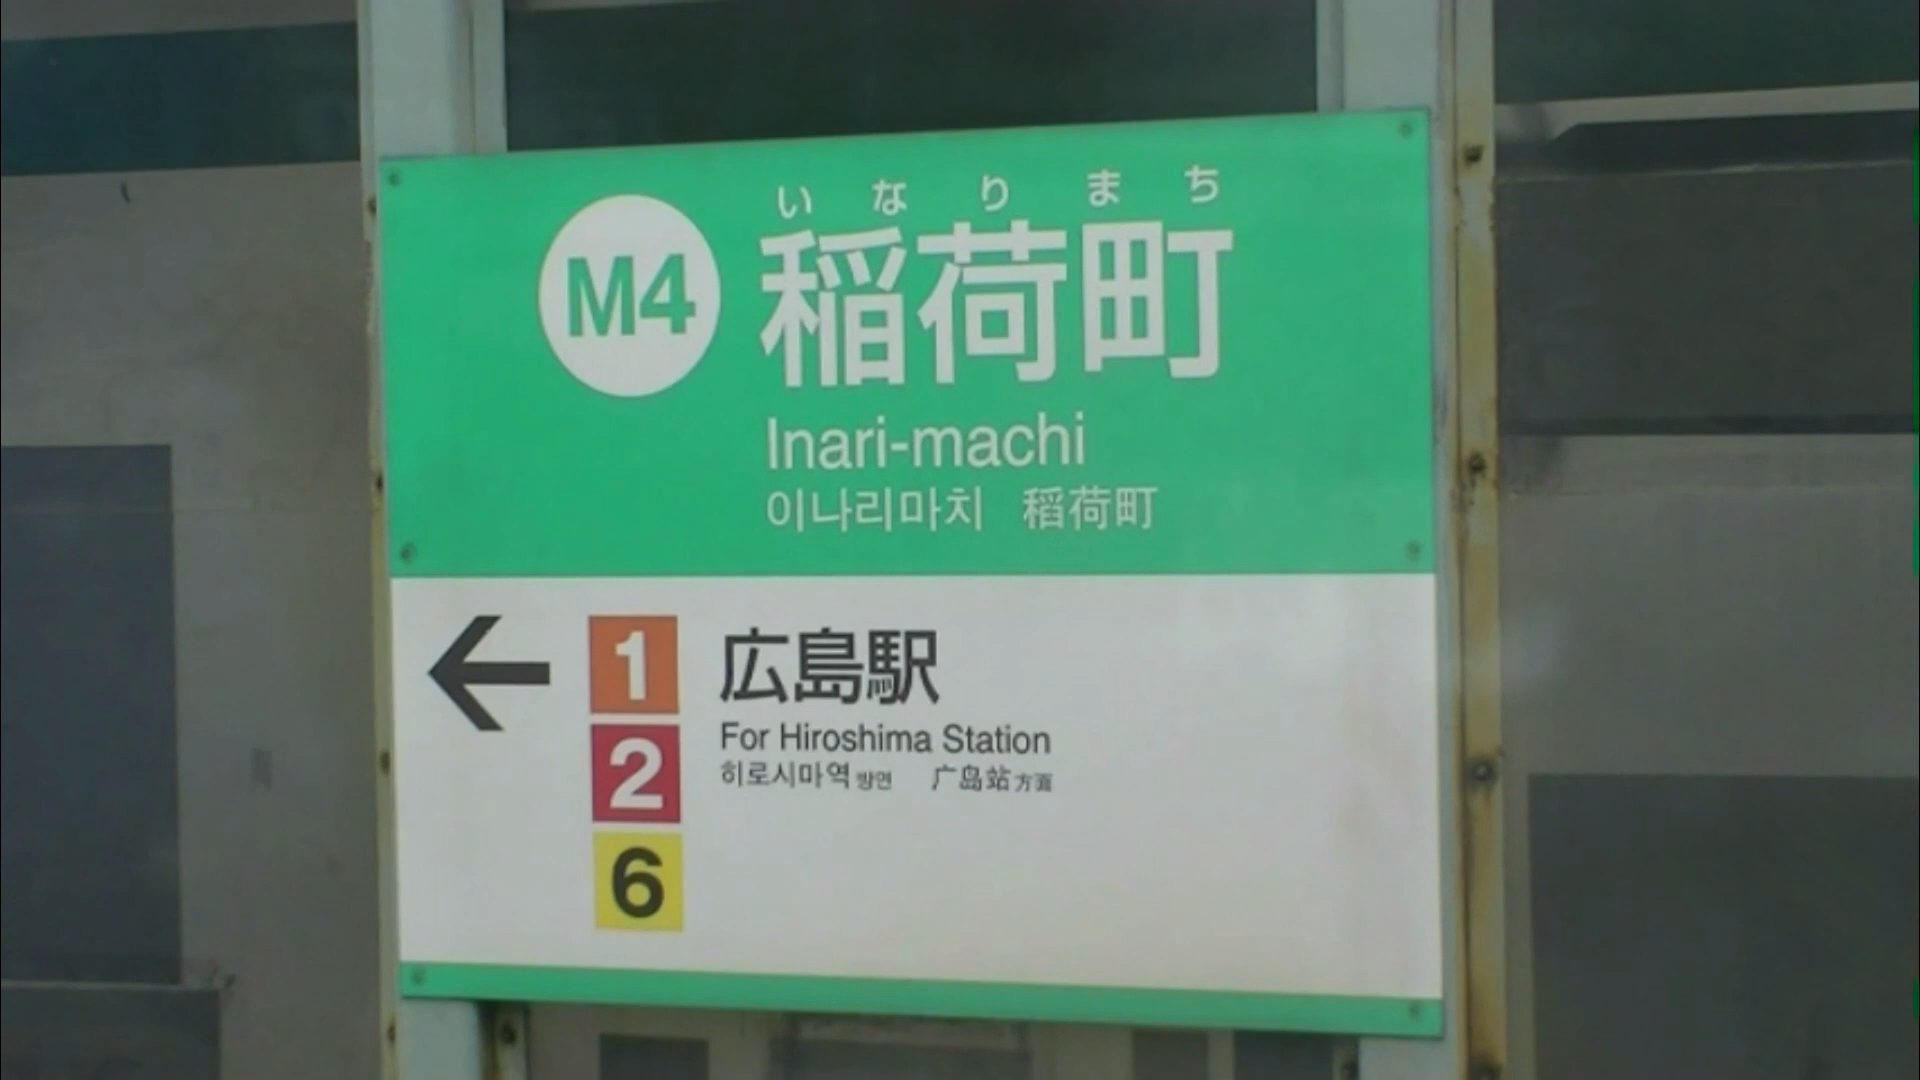 い な り ま ち
M4 稲荷町
Inari-machi
이나리마치 稻荷町
← 1 広島駅
For Hiroshima Station
2 히로시마역 방면 广岛站 方面
6